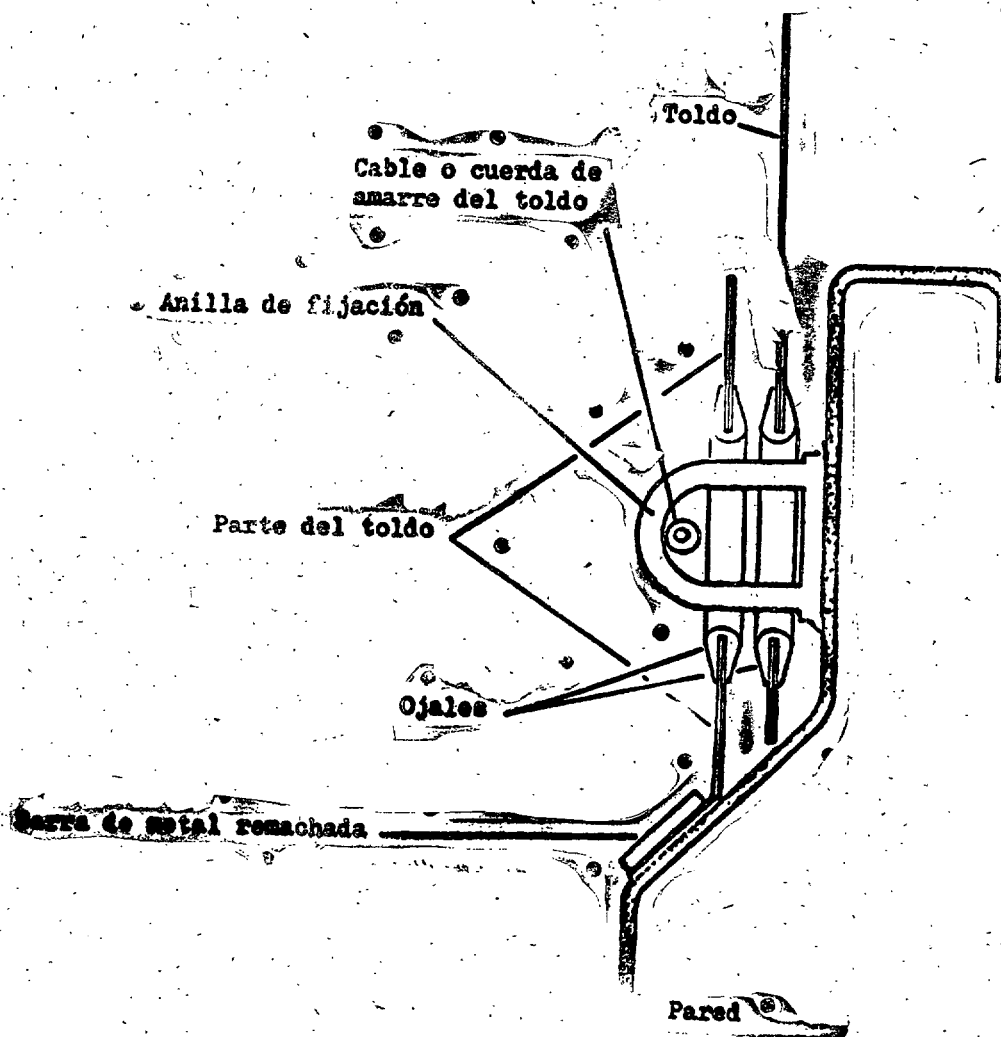 Toldo
Cable o cuerda de
amarre del toldo
Anilla de fijación
Parte del toldo
Ojales
Barra de metal remachada
Pared